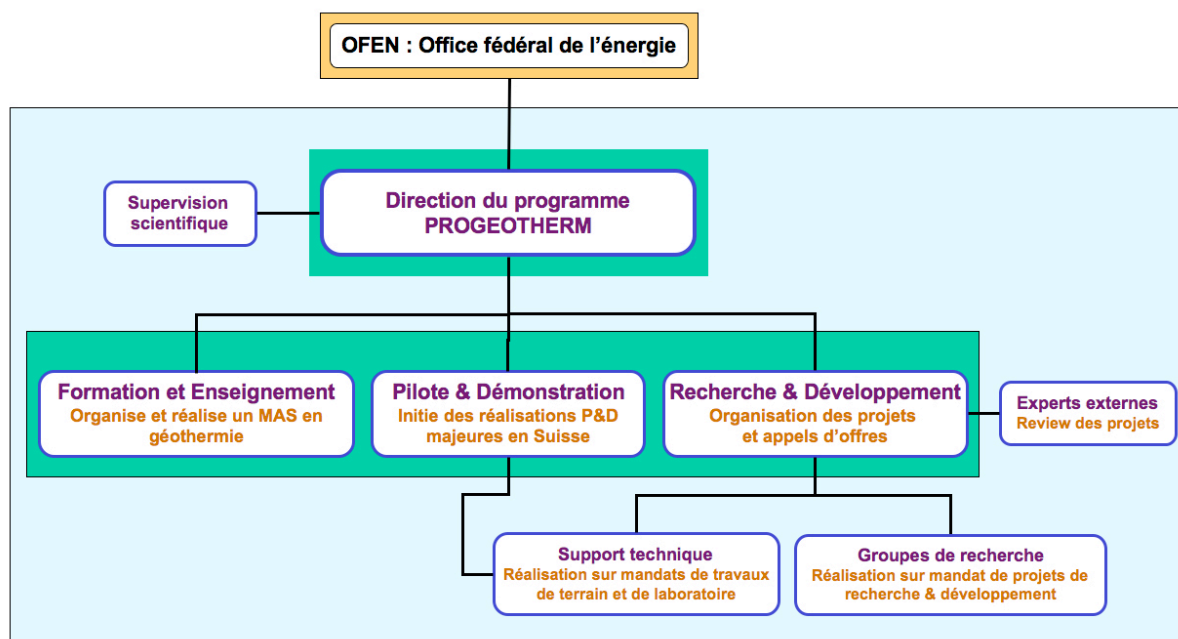 OFEN : Office fédéral de l’énergie
Supervision
scientifique
Direction du programme
PROGEOTHERM
Formation et Enseignement
Organise et réalise un MAS en
géothermie
Pilote & Démonstration
Initie des réalisations P&D
majeures en Suisse
Recherche & Développement
Organisation des projets
et appels d’offres
Experts externes
Review des projets
Support technique
Réalisation sur mandats de travaux
de terrain et de laboratoire
Groupes de recherche
Réalisation sur mandat de projets de
recherche & développement